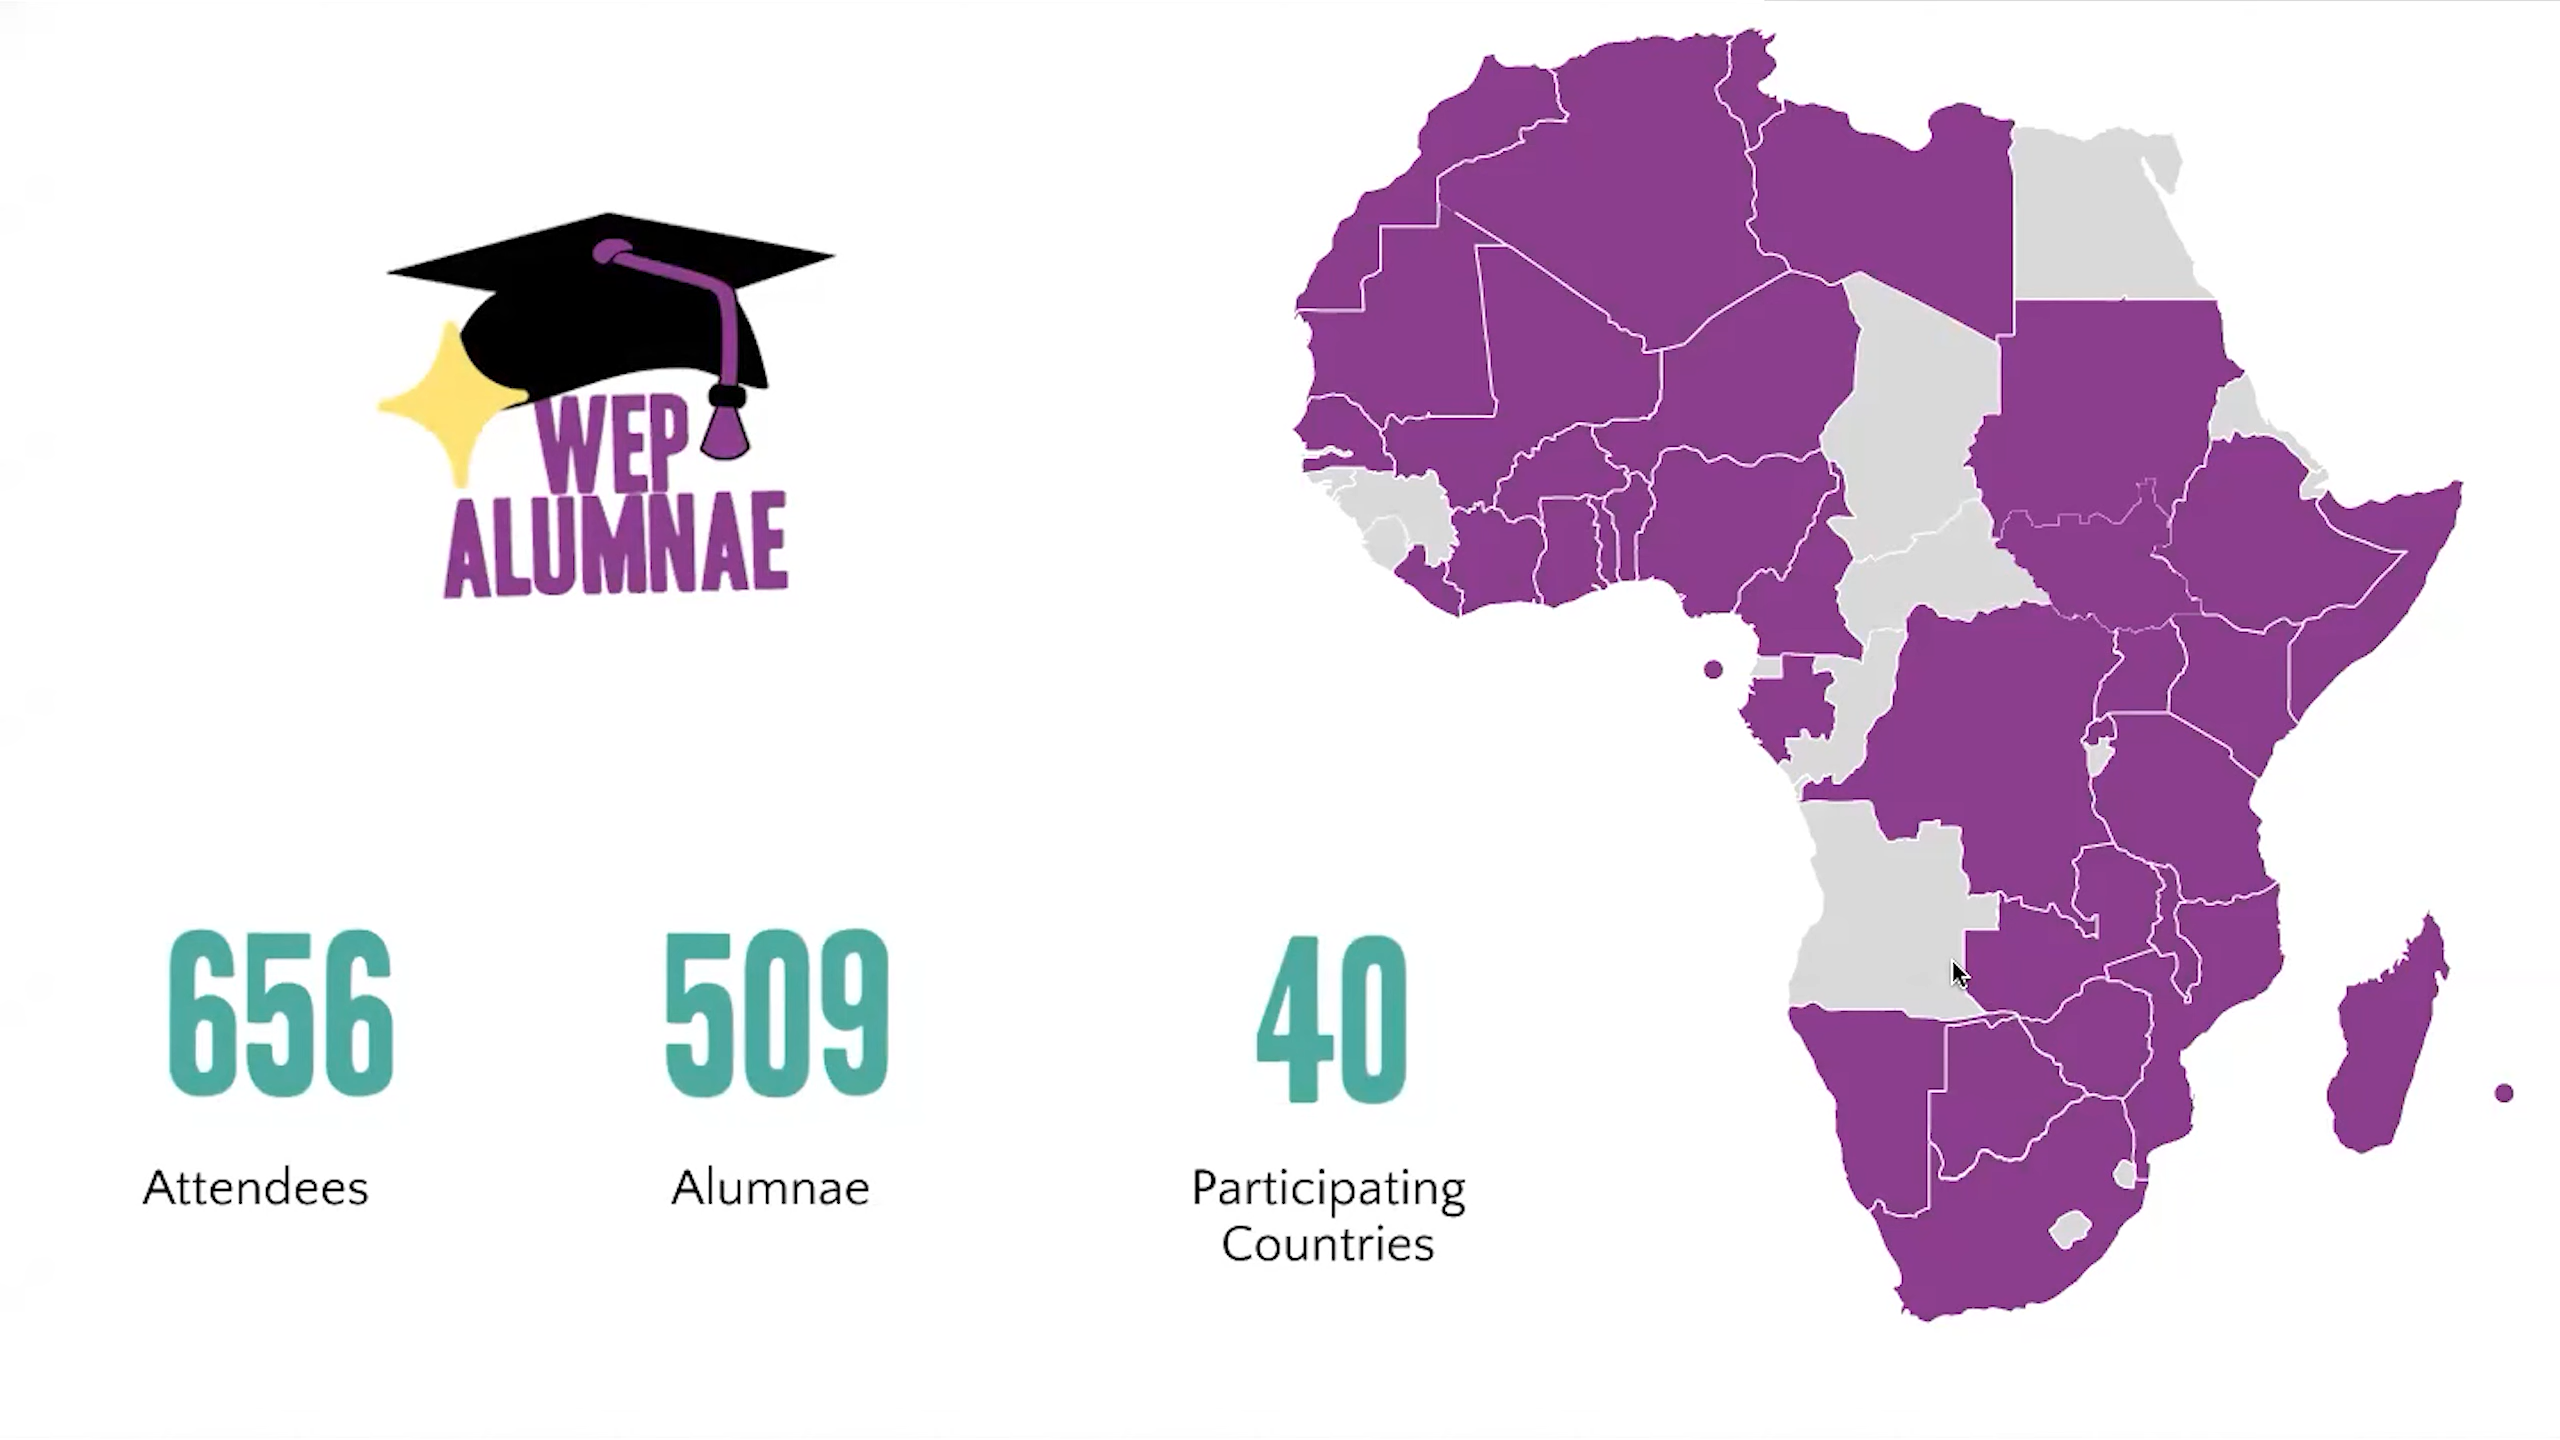 WEP
ALUMNAE
656
Attendees
509
Alumnae
40
Participating
Countries